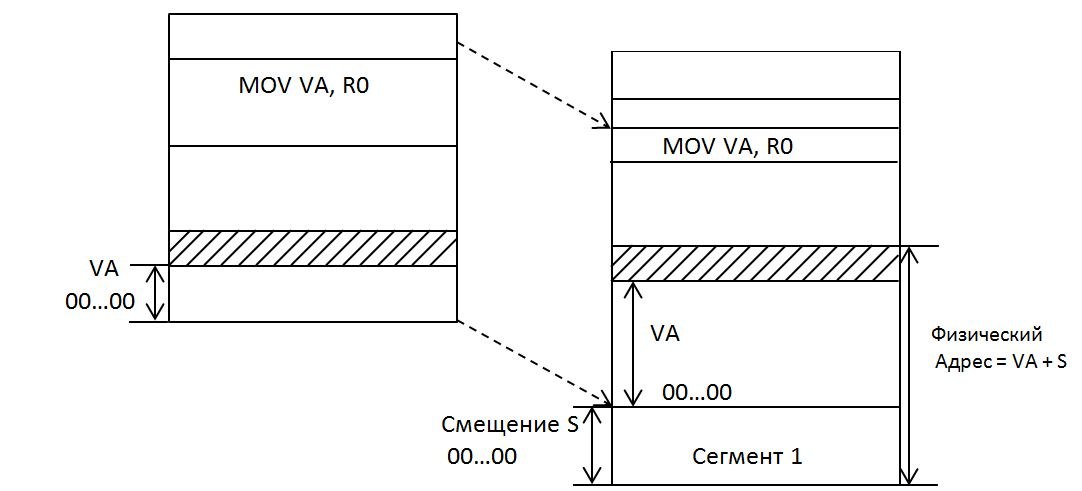 MOV VA, R0
VA
00...00
MOV VA, R0
VA
00...00
Смещение S
00...00
Сегмент 1
Физический
Адрес = VA + S